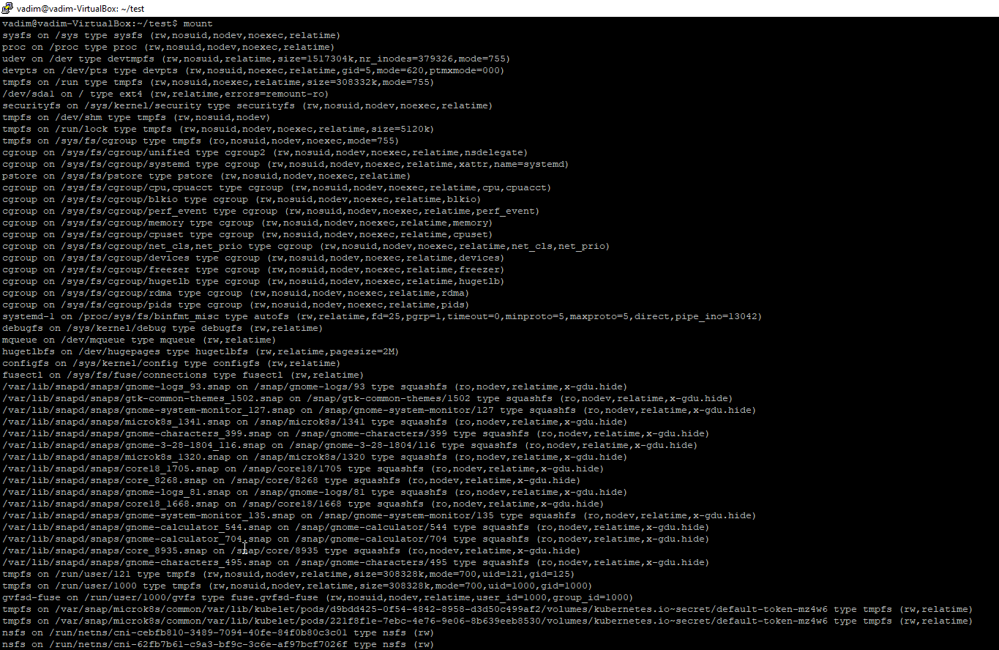 vadim@vadim-VirtualBox: ~/test
vadim@vadim-VirtualBox:~/test$ mount
sysfs on /sys type sysfs (rw,nosuid,nodev,noexec,relatime)
proc on /proc type proc (rw,nosuid,nodev,noexec,relatime)
udev on /dev type devtmpfs (rw,nosuid,relatime,size=1517304k,nr_inodes=379326,mode=755)
devpts on /dev/pts type devpts (rw,nosuid,noexec,relatime,gid=5,mode=620,ptmxmode=000)
tmpfs on /run type tmpfs (rw,nosuid,noexec,relatime,size=308332k,mode=755)
/dev/sda1 on / type ext4 (rw,relatime,errors=remount-ro)
securityfs on /sys/kernel/security type securityfs (rw,nosuid,nodev,noexec,relatime)
tmpfs on /dev/shm type tmpfs (rw,nosuid,nodev)
tmpfs on /run/lock type tmpfs (rw,nosuid,nodev,noexec,relatime,size=5120k)
tmpfs on /sys/fs/cgroup type tmpfs (ro,nosuid,nodev,noexec,mode=755)
cgroup on /sys/fs/cgroup/unified type cgroup2 (rw,nosuid,nodev,noexec,relatime,nsdelegate)
cgroup on /sys/fs/cgroup/systemd type cgroup (rw,nosuid,nodev,noexec,relatime,xattr,name=systemd)
pstore on /sys/fs/pstore type pstore (rw,nosuid,nodev,noexec,relatime)
cgroup on /sys/fs/cgroup/cpu,cpuacct type cgroup (rw,nosuid,nodev,noexec,relatime,cpu,cpuacct)
cgroup on /sys/fs/cgroup/blkio type cgroup (rw,nosuid,nodev,noexec,relatime,blkio)
cgroup on /sys/fs/cgroup/perf_event type cgroup (rw,nosuid,nodev,noexec,relatime,perf_event)
cgroup on /sys/fs/cgroup/memory type cgroup (rw,nosuid,nodev,noexec,relatime,memory)
cgroup on /sys/fs/cgroup/cpuset type cgroup (rw,nosuid,nodev,noexec,relatime,cpuset)
cgroup on /sys/fs/cgroup/net_cls,net_prio type cgroup (rw,nosuid,nodev,noexec,relatime,net_cls,net_prio)
cgroup on /sys/fs/cgroup/devices type cgroup (rw,nosuid,nodev,noexec,relatime,devices)
cgroup on /sys/fs/cgroup/freezer type cgroup (rw,nosuid,nodev,noexec,relatime,freezer)
cgroup on /sys/fs/cgroup/hugetlb type cgroup (rw,nosuid,nodev,noexec,relatime,hugetlb)
cgroup on /sys/fs/cgroup/rdma type cgroup (rw,nosuid,nodev,noexec,relatime,rdma)
cgroup on /sys/fs/cgroup/pids type cgroup (rw,nosuid,nodev,noexec,relatime,pids)
systemd-1 on /proc/sys/fs/binfmt_misc type autofs (rw,relatime,fd=25,pgrp=1,timeout=0,minproto=5,maxproto=5,direct,pipe_ino=13042)
debugfs on /sys/kernel/debug type debugfs (rw,relatime)
mqueue on /dev/mqueue type mqueue (rw,relatime)
hugetlbfs on /dev/hugepages type hugetlbfs (rw,relatime,pagesize=2M)
configfs on /sys/kernel/config type configfs (rw,relatime)
fusectl on /sys/fs/fuse/connections type fusectl (rw,relatime)
/var/lib/snapd/snaps/gnome-logs_93.snap on /snap/gnome-logs/93 type squashfs (ro,nodev,relatime,x-gdu.hide)
/var/lib/snapd/snaps/gtk-common-themes_1502.snap on /snap/gtk-common-themes/1502 type squashfs (ro,nodev,relatime,x-gdu.hide)
/var/lib/snapd/snaps/gnome-system-monitor_127.snap on /snap/gnome-system-monitor/127 type squashfs (ro,nodev,relatime,x-gdu.hide)
/var/lib/snapd/snaps/microk8s_1341.snap on /snap/microk8s/1341 type squashfs (ro,nodev,relatime,x-gdu.hide)
/var/lib/snapd/snaps/gnome-characters_399.snap on /snap/gnome-characters/399 type squashfs (ro,nodev,relatime,x-gdu.hide)
/var/lib/snapd/snaps/gnome-3-28-1804_116.snap on /snap/gnome-3-28-1804/116 type squashfs (ro,nodev,relatime,x-gdu.hide)
/var/lib/snapd/snaps/microk8s_1320.snap on /snap/microk8s/1320 type squashfs (ro,nodev,relatime,x-gdu.hide)
/var/lib/snapd/snaps/core18_1705.snap on /snap/core18/1705 type squashfs (ro,nodev,relatime,x-gdu.hide)
/var/lib/snapd/snaps/core_8268.snap on /snap/core/8268 type squashfs (ro,nodev,relatime,x-gdu.hide)
/var/lib/snapd/snaps/gnome-logs_81.snap on /snap/gnome-logs/81 type squashfs (ro,nodev,relatime,x-gdu.hide)
/var/lib/snapd/snaps/core18_1668.snap on /snap/core18/1668 type squashfs (ro,nodev,relatime,x-gdu.hide)
/var/lib/snapd/snaps/gnome-system-monitor_135.snap on /snap/gnome-system-monitor/135 type squashfs (ro,nodev,relatime,x-gdu.hide)
/var/lib/snapd/snaps/gnome-calculator_544.snap on /snap/gnome-calculator/544 type squashfs (ro,nodev,relatime,x-gdu.hide)
/var/lib/snapd/snaps/gnome-calculator_704.snap on /snap/gnome-calculator/704 type squashfs (ro,nodev,relatime,x-gdu.hide)
/var/lib/snapd/snaps/core_8935.snap on /snap/core/8935 type squashfs (ro,nodev,relatime,x-gdu.hide)
/var/lib/snapd/snaps/gnome-characters_495.snap on /snap/gnome-characters/495 type squashfs (ro,nodev,relatime,x-gdu.hide)
tmpfs on /run/user/121 type tmpfs (rw,nosuid,nodev,relatime,size=308328k,mode=700,uid=121,gid=125)
tmpfs on /run/user/1000 type tmpfs (rw,nosuid,nodev,relatime,size=308328k,mode=700,uid=1000,gid=1000)
gvfsd-fuse on /run/user/1000/gvfs type fuse.gvfsd-fuse (rw,nosuid,nodev,relatime,user_id=1000,group_id=1000)
tmpfs on /var/snap/microk8s/common/var/lib/kubelet/pods/d9bdd425-0f54-4842-8958-d3d50c499af2/volumes/kubernetes.io~secret/default-token-mz4w6 type tmpfs (rw,relatime)
tmpfs on /var/snap/microk8s/common/var/lib/kubelet/pods/221f8f1e-7ebc-4e76-9e06-8b639eeb8530/volumes/kubernetes.io~secret/default-token-mz4w6 type tmpfs (rw,relatime)
nsfs on /run/netns/cni-cebfb810-3489-7094-40fe-84f0b80c3c01 type nsfs (rw)
nsfs on /run/netns/cni-62fb7b61-c9a3-bf9c-3c6e-af97bcf7026f type nsfs (rw)